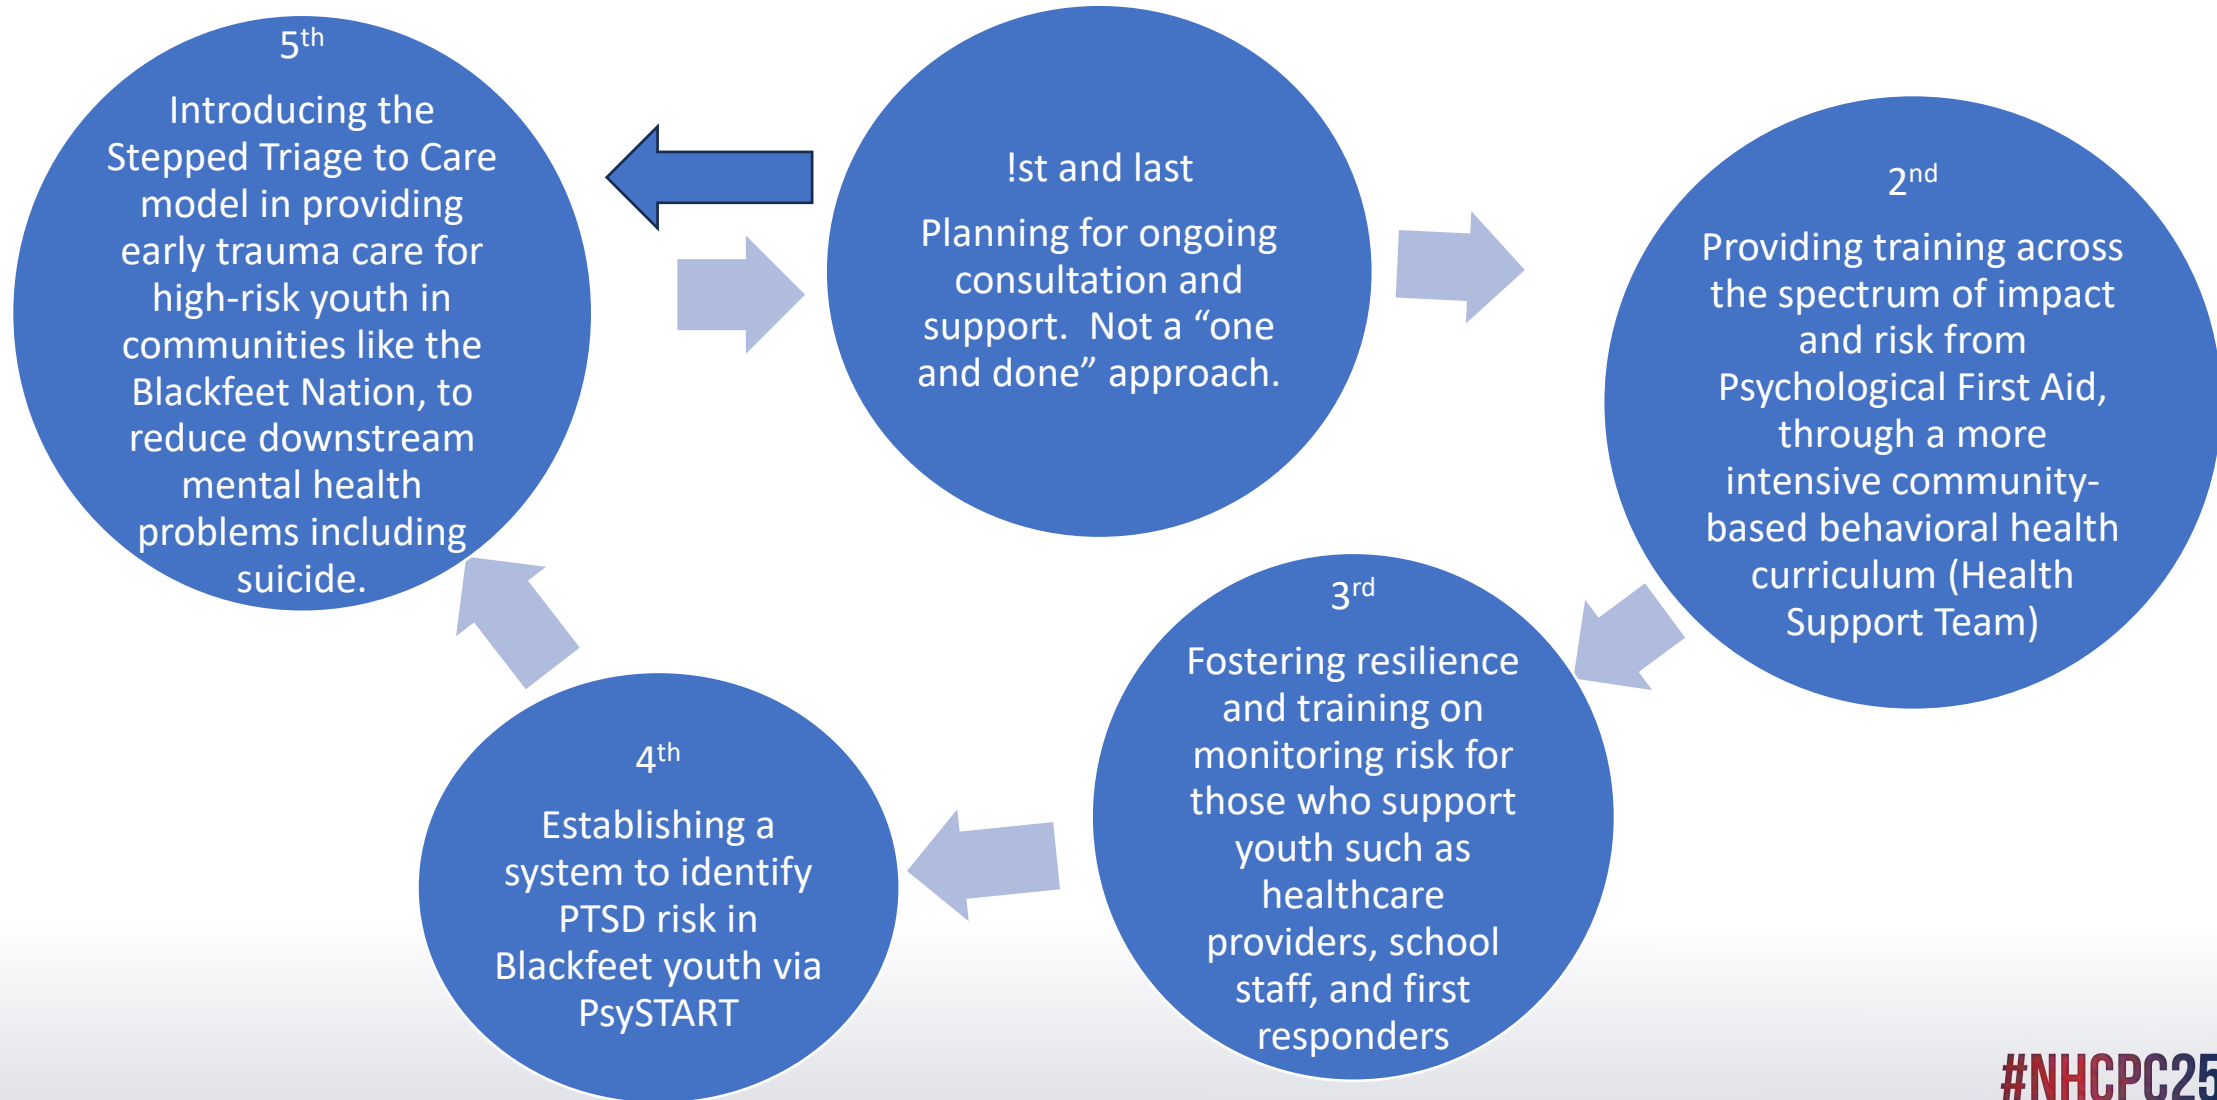 !st and last
Planning for ongoing
consultation and
support.  Not a “one
and done” approach.
2nd
Providing training across
the spectrum of impact
and risk from
Psychological First Aid,
through a more
intensive community-
based behavioral health
curriculum (Health
Support Team)
3rd
Fostering resilience
and training on
monitoring risk for
those who support
youth such as
healthcare
providers, school
staff, and first
responders
4th
Establishing a
system to identify
PTSD risk in
Blackfeet youth via
PsySTART
5th
Introducing the
Stepped Triage to Care
model in providing
early trauma care for
high-risk youth in
communities like the
Blackfeet Nation, to
reduce downstream
mental health
problems including
suicide.
#NHCPC25